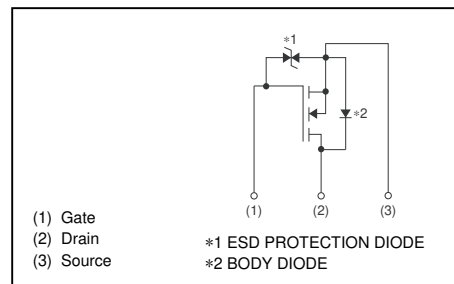 ∗1
∗2
(1) (2) (3)
(1) Gate
(2) Drain
(3) Source
∗1 ESD PROTECTION DIODE
∗2 BODY DIODE